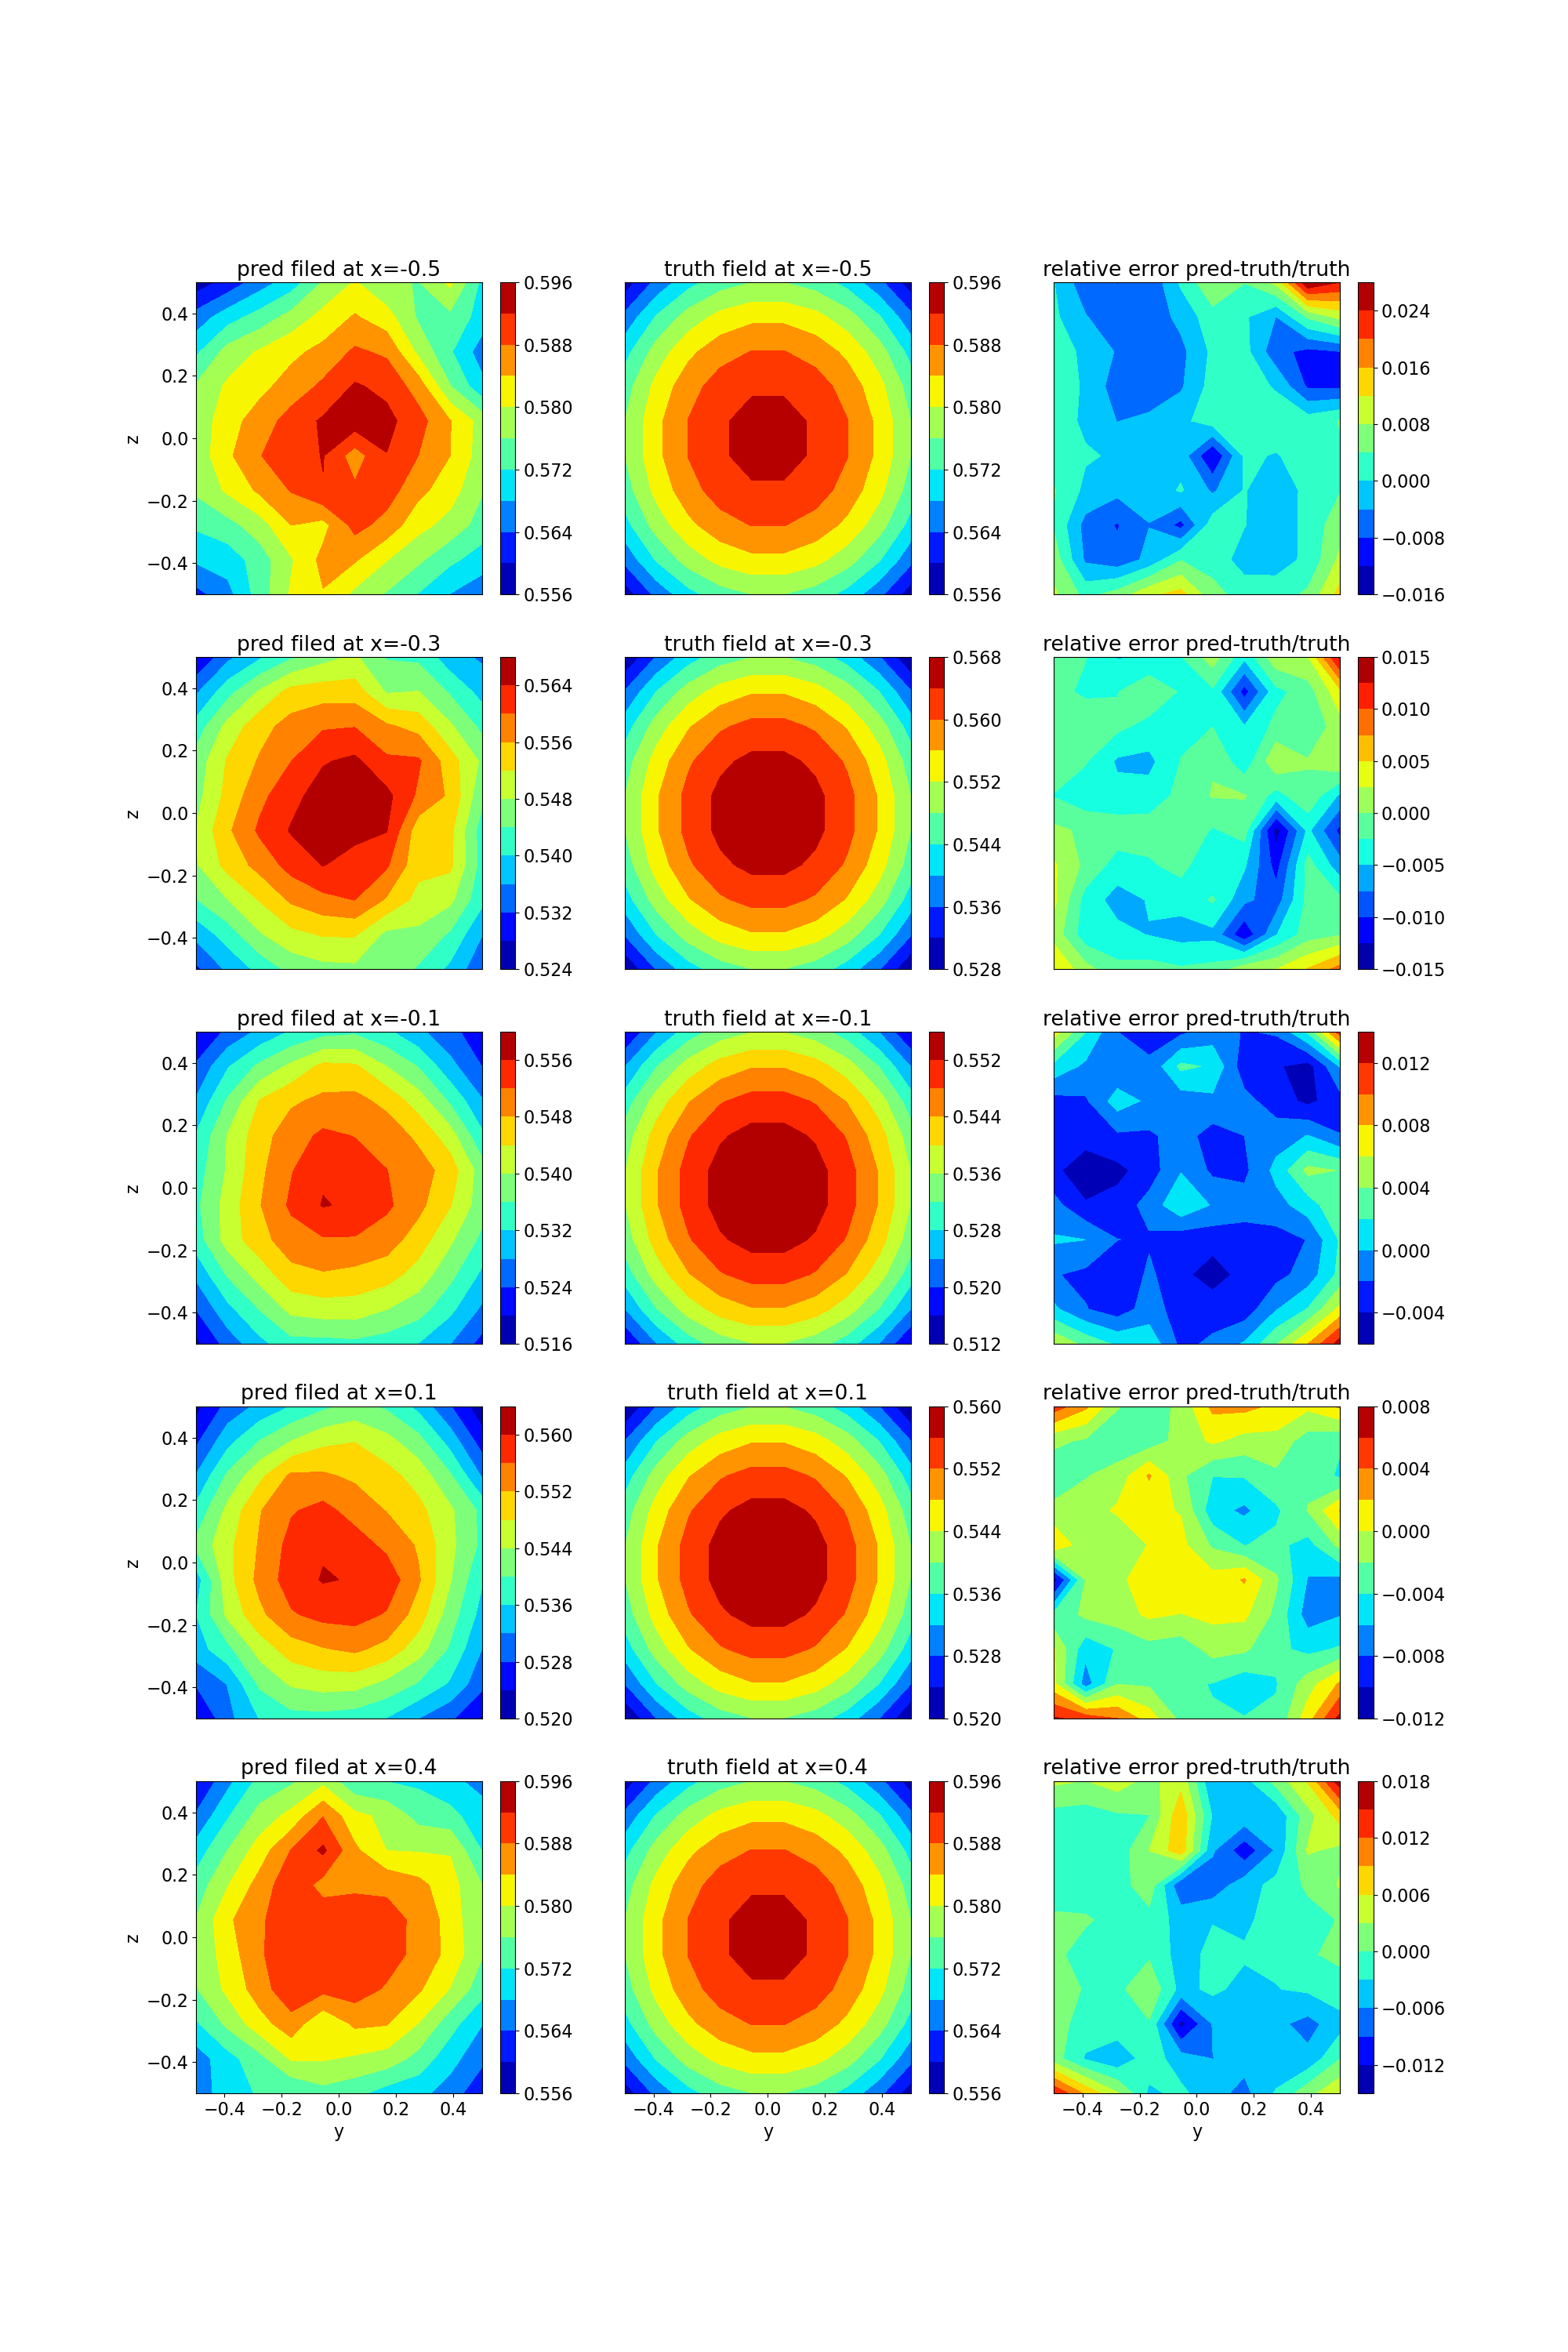 pred filed at x=-0.5 truth field at x=-0.5 relative error pred-truth/truth
0.4 0.2 0.0 −0.2 −0.4
z
0.596 0.588 0.580 0.572 0.564 0.556
0.596 0.588 0.580 0.572 0.564 0.556
0.024 0.016 0.008 0.000 −0.008 −0.016
pred filed at x=-0.3 truth field at x=-0.3 relative error pred-truth/truth
0.4 0.2 0.0 −0.2 −0.4
z
0.564 0.556 0.548 0.540 0.532 0.524
0.568 0.560 0.552 0.544 0.536 0.528
0.015 0.010 0.005 0.000 −0.005 −0.010 −0.015
pred filed at x=-0.1 truth field at x=-0.1 relative error pred-truth/truth
0.4 0.2 0.0 −0.2 −0.4
z
0.556 0.548 0.540 0.532 0.524 0.516
0.552 0.544 0.536 0.528 0.520 0.512
0.012 0.008 0.004 0.000 −0.004
pred filed at x=0.1 truth field at x=0.1 relative error pred-truth/truth
0.4 0.2 0.0 −0.2 −0.4
z
0.560 0.552 0.544 0.536 0.528 0.520
0.560 0.552 0.544 0.536 0.528 0.520
0.008 0.004 0.000 −0.004 −0.008 −0.012
pred filed at x=0.4 truth field at x=0.4 relative error pred-truth/truth
0.4 0.2 0.0 −0.2 −0.4
z
0.596 0.588 0.580 0.572 0.564 0.556
0.596 0.588 0.580 0.572 0.564 0.556
0.018 0.012 0.006 0.000 −0.006 −0.012
−0.4 −0.2 0.0 0.2 0.4 −0.4 −0.2 0.0 0.2 0.4 −0.4 −0.2 0.0 0.2 0.4
y y y